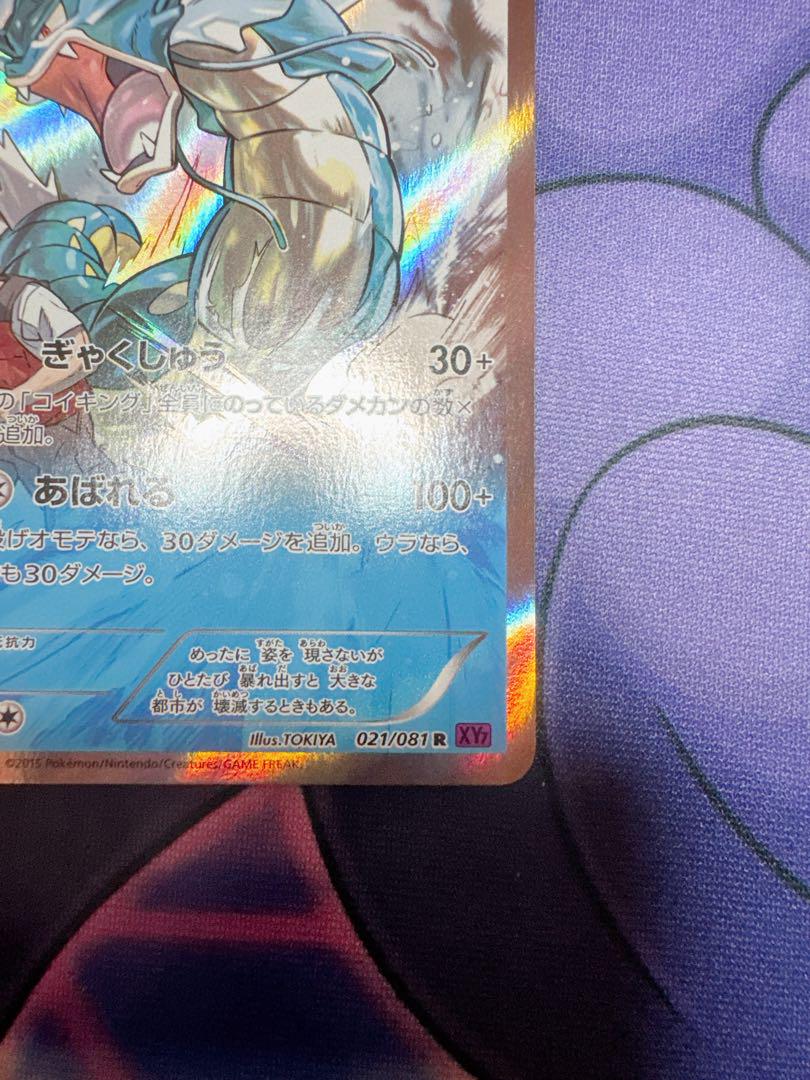 ぎゃくしゅう 30+
の「コイキング」全員にのっているダメカンの数×
追加。
あばれる 100+
投げオモテなら、30ダメージを追加。ウラなら、
も30ダメージ。
抵抗力
めったに 姿を 現さないが
ひとたび 暴れ出すと 大きな
都市が 壊滅するときもある。
Illus.TOKIYA 021/081 R XY7
©2015 Pokémon/Nintendo/Creatures/GAME FREAK.